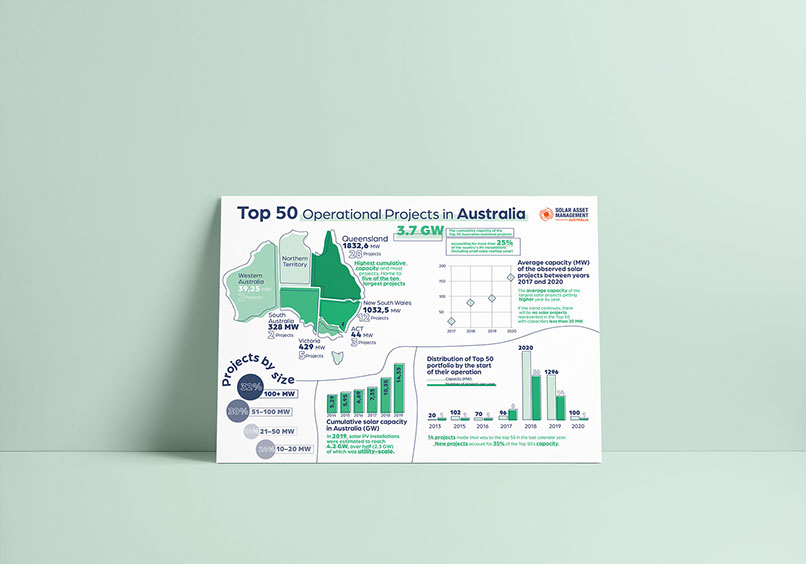 Top 50 Operational Projects in Australia
SOLAR ASSET
MANAGEMENT
AUSTRALIA
3.7 GW
The cumulative capacity of the
Top 50 Australia operational projects
Accounting for more than 25%
of the country's PV installations
(including small scale rooftop solar)
Queensland
1832,6 MW
28 Projects
Highest cumulative
capacity and most
projects. Home to
five of the ten
largest projects
Northern
Territory
Western
Australia
39,25 MW
3 Projects
South
Australia
328 MW
2 Projects
New South Wales
1032,5 MW
12 Projects
ACT
44 MW
3 Projects
Victoria
429 MW
5 Projects
Average capacity (MW)
of the observed solar
projects between years
2017 and 2020
The average capacity of the
largest solar projects getting
higher year by year.
If the trend continues, there
will be no solar projects
represented in the Top 50
with capacities less than 30 MW.
200
150
100
50
2017 2018 2019 2020
Projects by size
32% 100+ MW
30% 51-100 MW
21-50 MW
10-20 MW
5,29 5,95 6,69 7,35 10,35 14,55
2014 2015 2016 2017 2018 2019
Cumulative solar capacity
in Australia (GW)
In 2019, solar PV installations
were estimated to reach
4.2 GW, over half (2.3 GW)
of which was utility-scale.
Distribution of Top 50
portfolio by the start
of their operation
Capacity (MW)
Number of projects per year
20 102 70 96 2020 1296 100
2013 2015 2016 2017 2018 2019 2020
14 projects made their way to the top 50 in the last calendar year.
New projects account for 35% of the Top 50's capacity